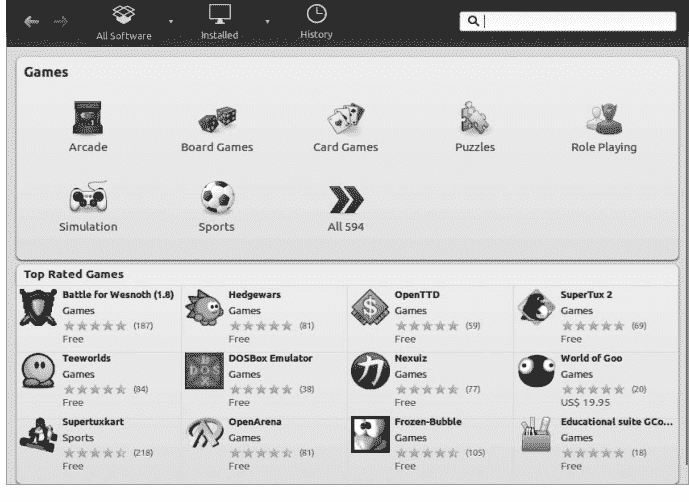 All Software Installed History
Games
Arcade Board Games Card Games Puzzles Role Playing
Simulation Sports All 594
Top Rated Games
Battle for Wesnoth (1.8) Hedgewars OpenTTD SuperTux 2
Games Games Games Games
(187) (81) (59) (69)
Free Free Free Free
Teeworlds DOSBox Emulator Nexuiz World of Goo
Games Games Games Games
(84) (38) (77) (20)
Free Free Free US$ 19.95
Supertuxkart OpenArena Frozen-Bubble Educational suite GCo...
Sports Games Games Games
(218) (81) (105) (18)
Free Free Free Free
$
DOS
BOX
力